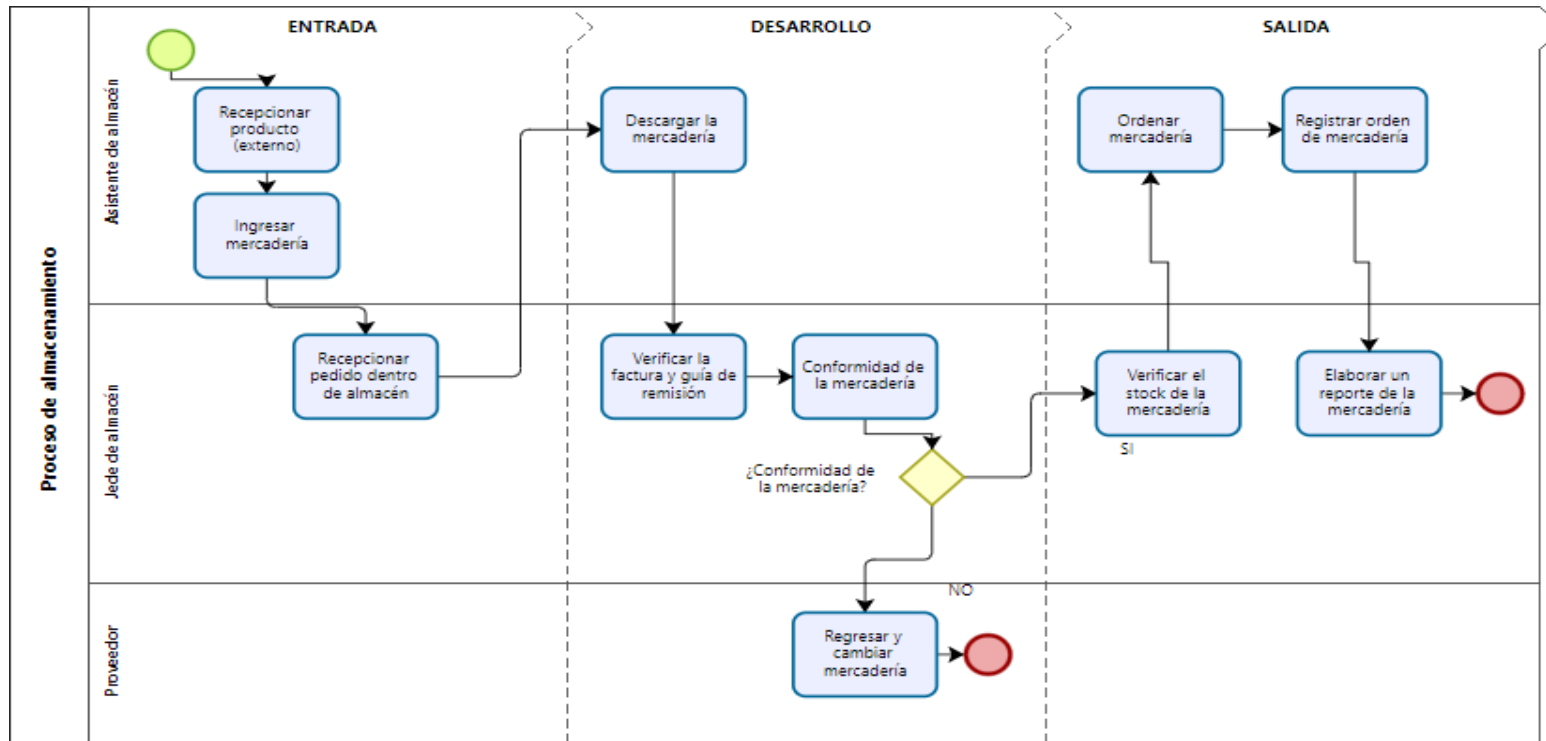 ENTRADA
DESARROLLO
SALIDA
Proceso de almacenamiento
Asistente de almacén
Recepcionar
producto
(externo)
Ingresar
mercadería
Descargar la
mercadería
Ordenar
mercadería
Registrar orden
de mercadería
Jede de almacén
Recepcionar
pedido dentro
de almacén
Verificar la
factura y guía de
remisión
Conformidad de
la mercadería
¿Conformidad de
la mercadería?
Verificar el
stock de la
mercadería
SI
Elaborar un
reporte de la
mercadería
Proveedor
NO
Regresar y
cambiar
mercadería